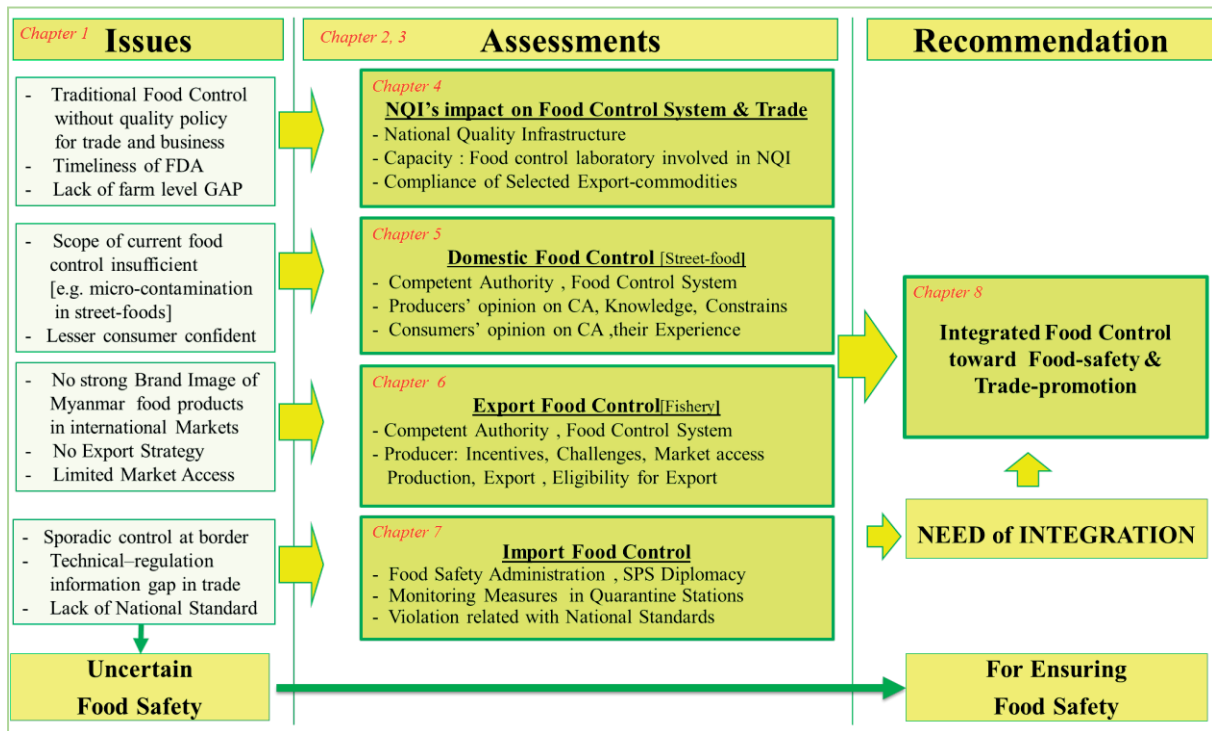 Chapter 1 Issues
- Traditional Food Control
without quality policy
for trade and business
- Timeliness of FDA
- Lack of farm level GAP
- Scope of current food
control insufficient
[e.g. micro-contamination
in street-foods]
- Lesser consumer confident
- No strong Brand Image of
Myanmar food products
in international Markets
- No Export Strategy
- Limited Market Access
- Sporadic control at border
- Technical–regulation
information gap in trade
- Lack of National Standard
Uncertain
Food Safety
Chapter 2, 3 Assessments
Chapter 4
NQI's impact on Food Control System & Trade
- National Quality Infrastructure
- Capacity : Food control laboratory involved in NQI
- Compliance of Selected Export-commodities
Chapter 5
Domestic Food Control [Street-food]
- Competent Authority , Food Control System
- Producers' opinion on CA, Knowledge, Constrains
- Consumers' opinion on CA ,their Experience
Chapter 6
Export Food Control[Fishery]
- Competent Authority , Food Control System
- Producer: Incentives, Challenges, Market access
Production, Export , Eligibility for Export
Chapter 7
Import Food Control
- Food Safety Administration , SPS Diplomacy
- Monitoring Measures in Quarantine Stations
- Violation related with National Standards
Recommendation
Chapter 8
Integrated Food Control
toward Food-safety &
Trade-promotion
NEED of INTEGRATION
For Ensuring
Food Safety